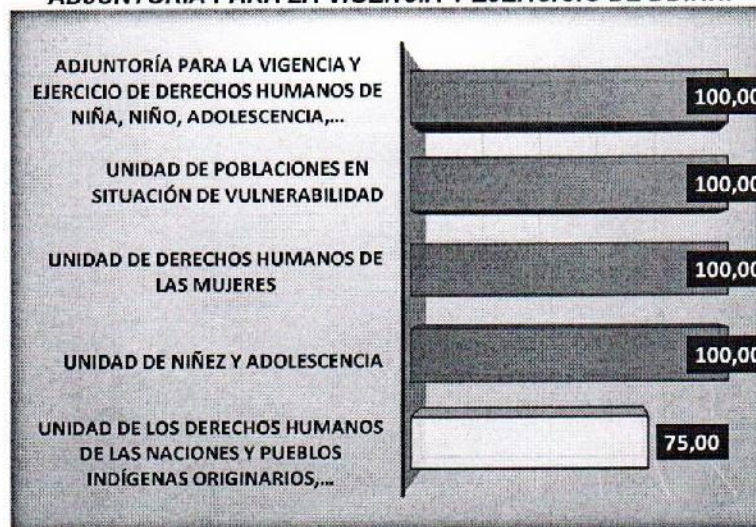 ADJUNTORÍA PARA LA VIGENCIA Y EJERCICIO DE
ADJUNTORÍA PARA LA VIGENCIA Y
EJERCICIO DE DERECHOS HUMANOS DE
NIÑA, NIÑO, ADOLESCENCIA,...
100,00
UNIDAD DE POBLACIONES EN
SITUACIÓN DE VULNERABILIDAD
100,00
UNIDAD DE DERECHOS HUMANOS DE
LAS MUJERES
100,00
UNIDAD DE NIÑEZ Y ADOLESCENCIA
100,00
UNIDAD DE LOS DERECHOS HUMANOS
DE LAS NACIONES Y PUEBLOS
INDÍGENAS ORIGINARIOS,...
75,00